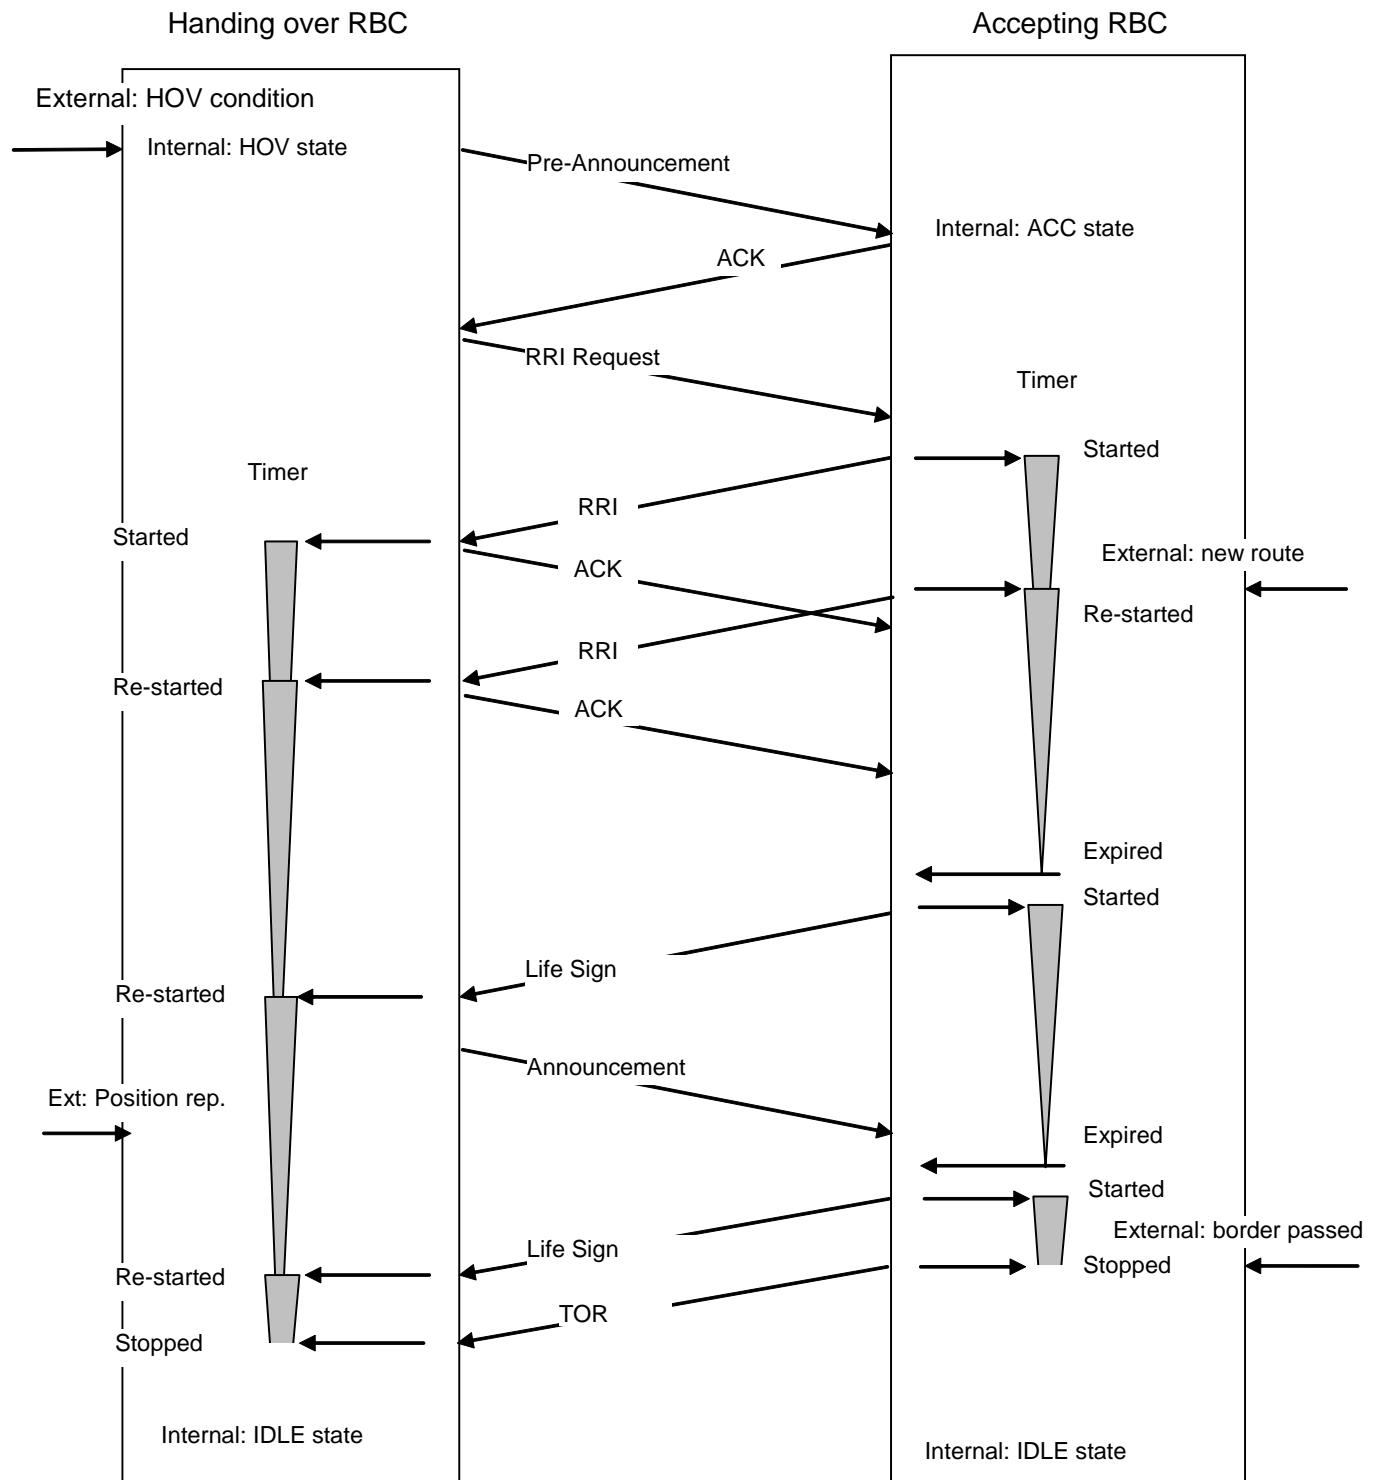 Handing over RBC
Accepting RBC
External: HOV condition
Internal: HOV state
Pre-Announcement
Internal: ACC state
ACK
RRI Request
Timer
Started
Timer
RRI
Started
External: new route
ACK
Re-started
RRI
Re-started
ACK
Expired
Started
Life Sign
Re-started
Announcement
Ext: Position rep.
Expired
Started
External: border passed
Life Sign
Stopped
Re-started
TOR
Stopped
Internal: IDLE state
Internal: IDLE state